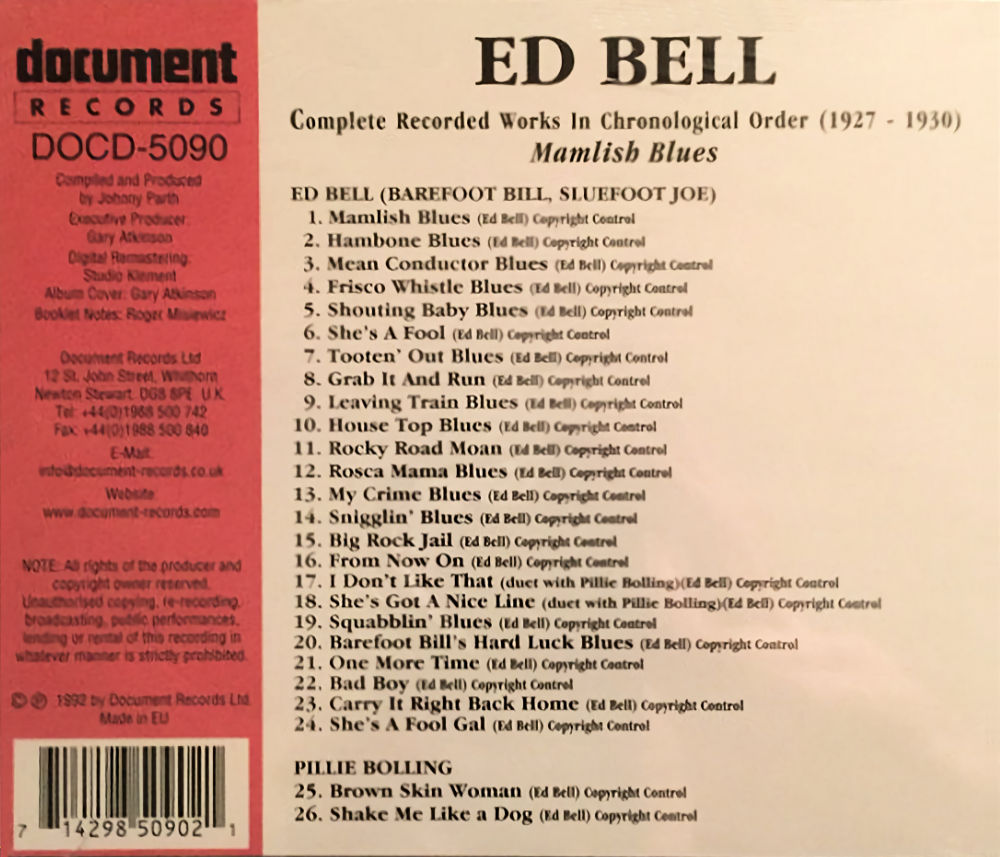 document
RECORDS
DOCD-5090
Compiled and Produced
by Johnny Parth
Executive Producer:
Gary Atkinson
Digital Remastering:
Studio Klement
Album Cover: Gary Atkinson
Booklet Notes: Roger Misiewicz
Document Records Ltd
12 St. John Street, Whithorn
Newton Stewart. DG8 8PE U.K.
Tel: +44(0)1988 500 742
Fax: +44(0)1988 500 840
E-Mail:
info@document-records.co.uk
Website:
www.document-records.com
NOTE: All rights of the producer and
copyright owner reserved.
Unauthorised copying, re-recording,
broadcasting, public performances,
lending or rental of this recording in
whatever manner is strictly prohibited.
© ℗ 1992 by Document Records Ltd.
Made in EU
7 14298 50902 1
ED BELL
Complete Recorded Works In Chronological Order (1927 - 1930)
Mamlish Blues
ED BELL (BAREFOOT BILL, SLUEFOOT JOE)
1. Mamlish Blues (Ed Bell) Copyright Control
2. Hambone Blues (Ed Bell) Copyright Control
3. Mean Conductor Blues (Ed Bell) Copyright Control
4. Frisco Whistle Blues (Ed Bell) Copyright Control
5. Shouting Baby Blues (Ed Bell) Copyright Control
6. She's A Fool (Ed Bell) Copyright Control
7. Tooten' Out Blues (Ed Bell) Copyright Control
8. Grab It And Run (Ed Bell) Copyright Control
9. Leaving Train Blues (Ed Bell) Copyright Control
10. House Top Blues (Ed Bell) Copyright Control
11. Rocky Road Moan (Ed Bell) Copyright Control
12. Rosca Mama Blues (Ed Bell) Copyright Control
13. My Crime Blues (Ed Bell) Copyright Control
14. Snigglin' Blues (Ed Bell) Copyright Control
15. Big Rock Jail (Ed Bell) Copyright Control
16. From Now On (Ed Bell) Copyright Control
17. I Don't Like That (duet with Pillie Bolling)(Ed Bell) Copyright Control
18. She's Got A Nice Line (duet with Pillie Bolling)(Ed Bell) Copyright Control
19. Squabblin' Blues (Ed Bell) Copyright Control
20. Barefoot Bill's Hard Luck Blues (Ed Bell) Copyright Control
21. One More Time (Ed Bell) Copyright Control
22. Bad Boy (Ed Bell) Copyright Control
23. Carry It Right Back Home (Ed Bell) Copyright Control
24. She's A Fool Gal (Ed Bell) Copyright Control
PILLIE BOLLING
25. Brown Skin Woman (Ed Bell) Copyright Control
26. Shake Me Like a Dog (Ed Bell) Copyright Control